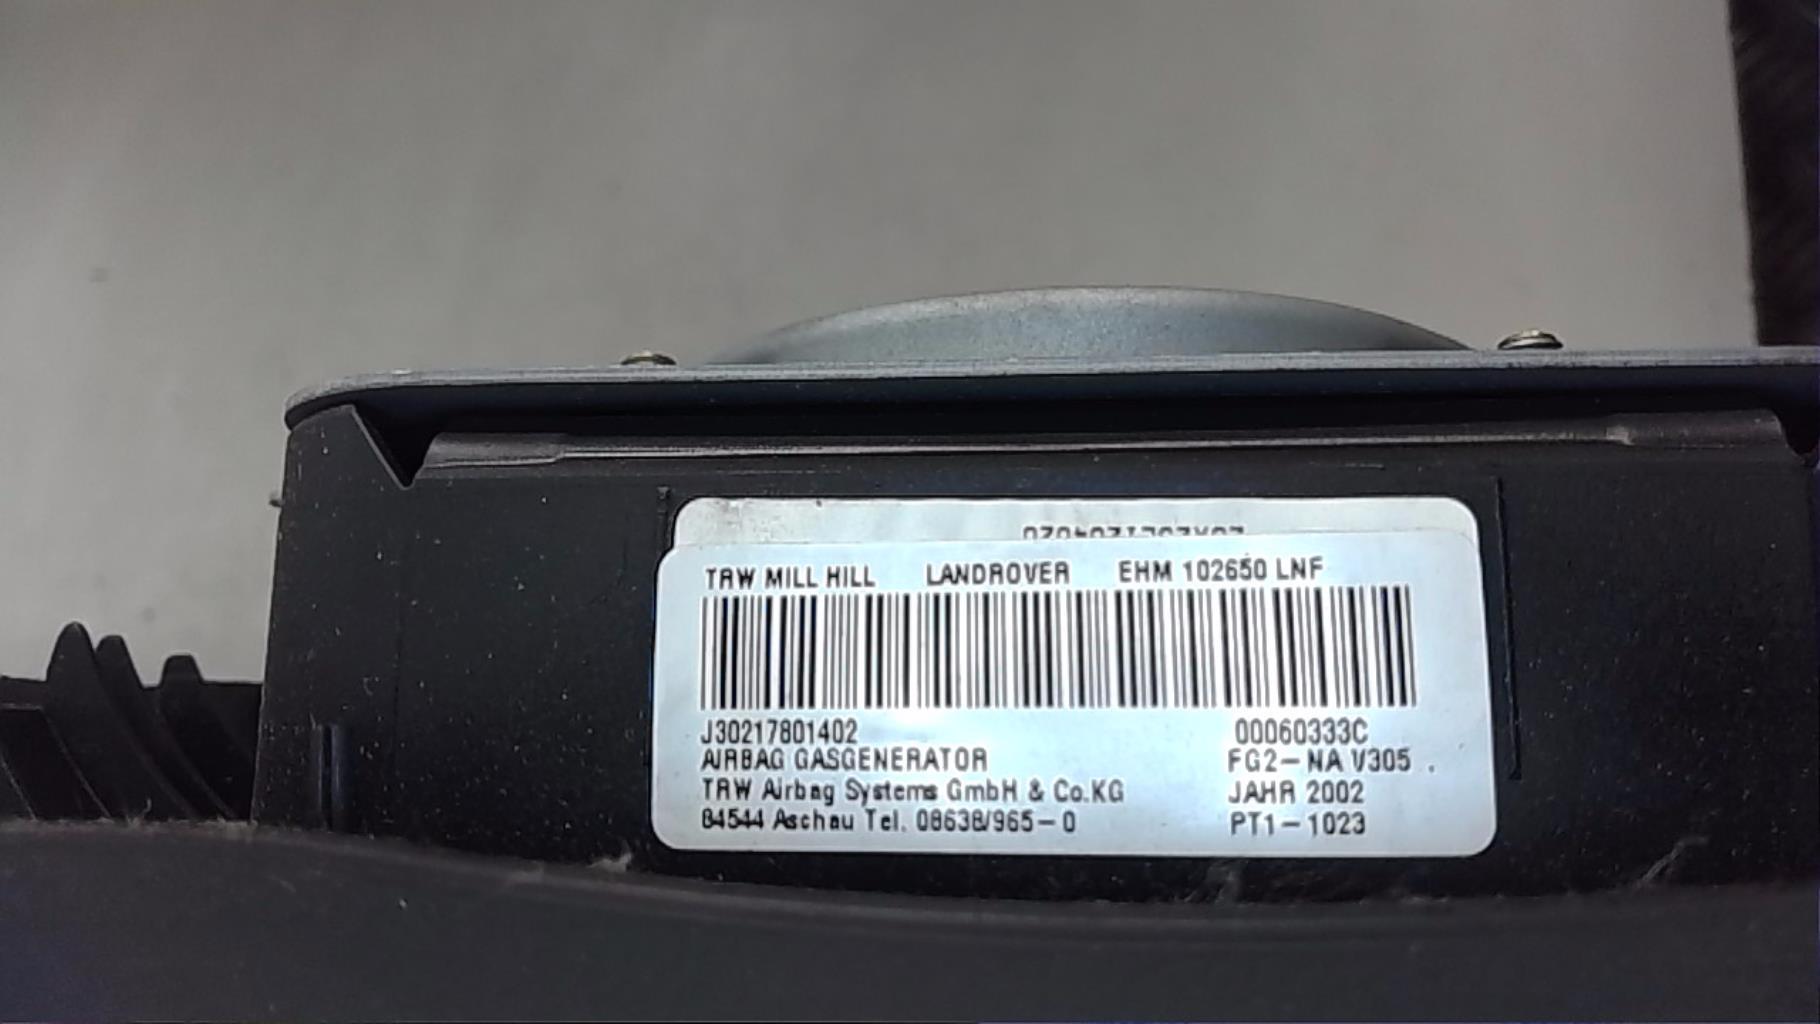 TRW MILL HILL LANDROVER EHM 102650 LNF
J30217801402 00060333C
AIRBAG GASGENERATOR FG2-NA V305 .
TRW Airbag Systems GmbH & Co.KG JAHR 2002
84544 Aschau Tel. 08638/965-0 PT1-1023